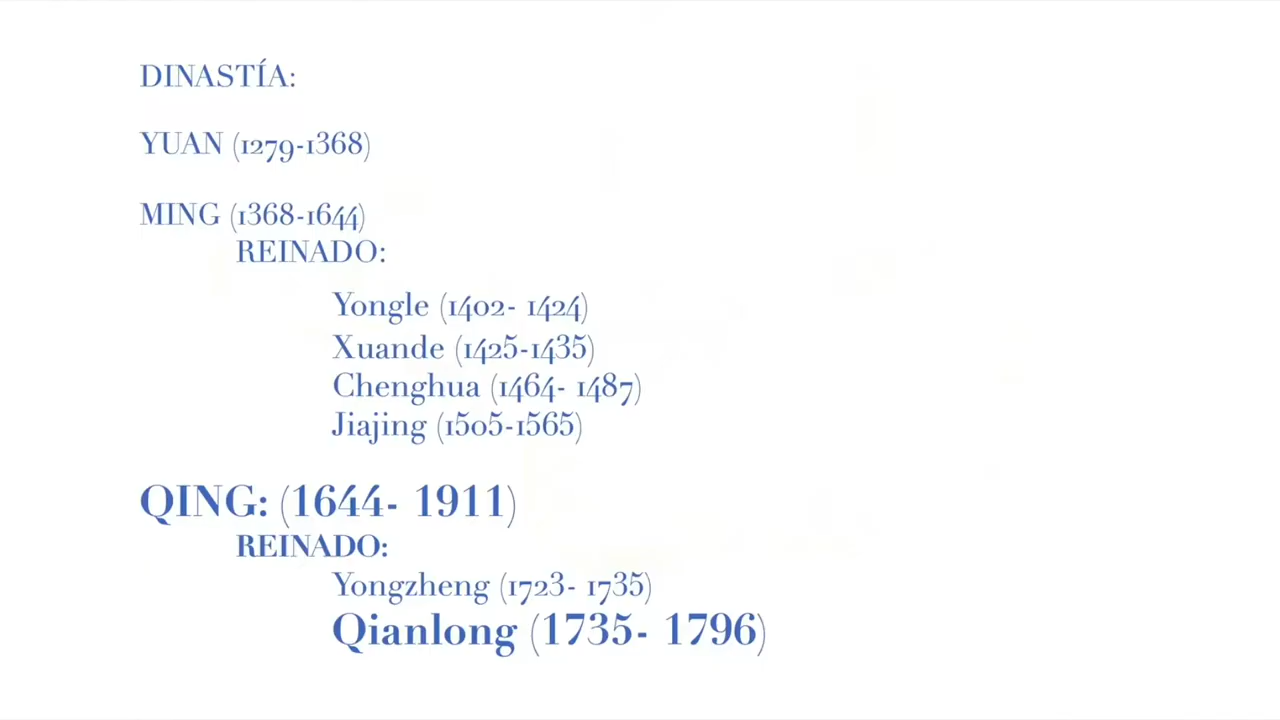 DINASTÍA:
YUAN (1279-1368)
MING (1368-1644)
REINADO:
Yongle (1402- 1424)
Xuande (1425-1435)
Chenghua (1464- 1487)
Jiajing (1505-1565)
QING: (1644- 1911)
REINADO:
Yongzheng (1723- 1735)
Qianlong (1735- 1796)